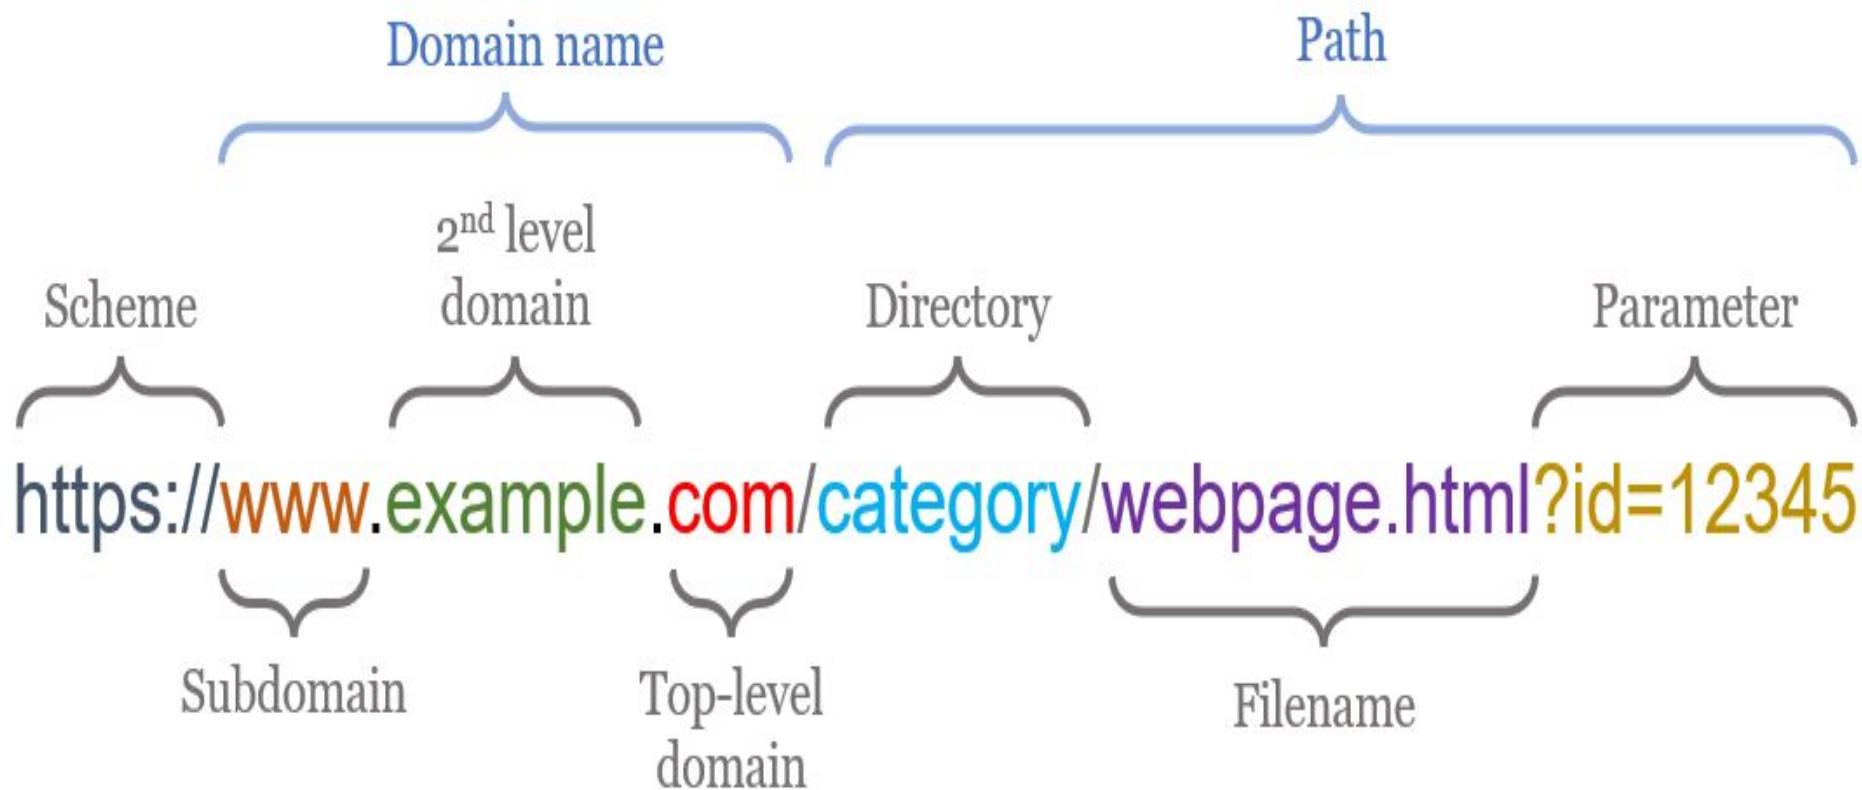 Domain name
Path
2nd level
domain
Scheme
Directory
Parameter
https://www.example.com/category/webpage.html?id=12345
Subdomain
Top-level
domain
Filename